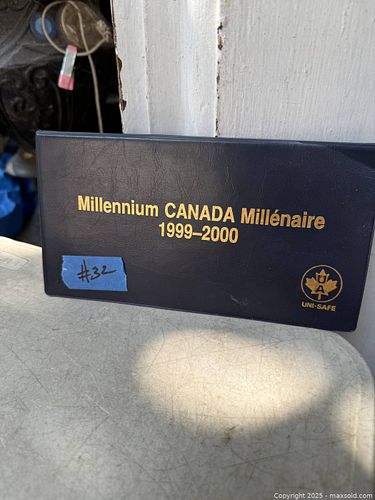 Millennium CANADA Millénaire
1999–2000
#32
UNI-SAFE
Copyright 2025 - maxsold.com